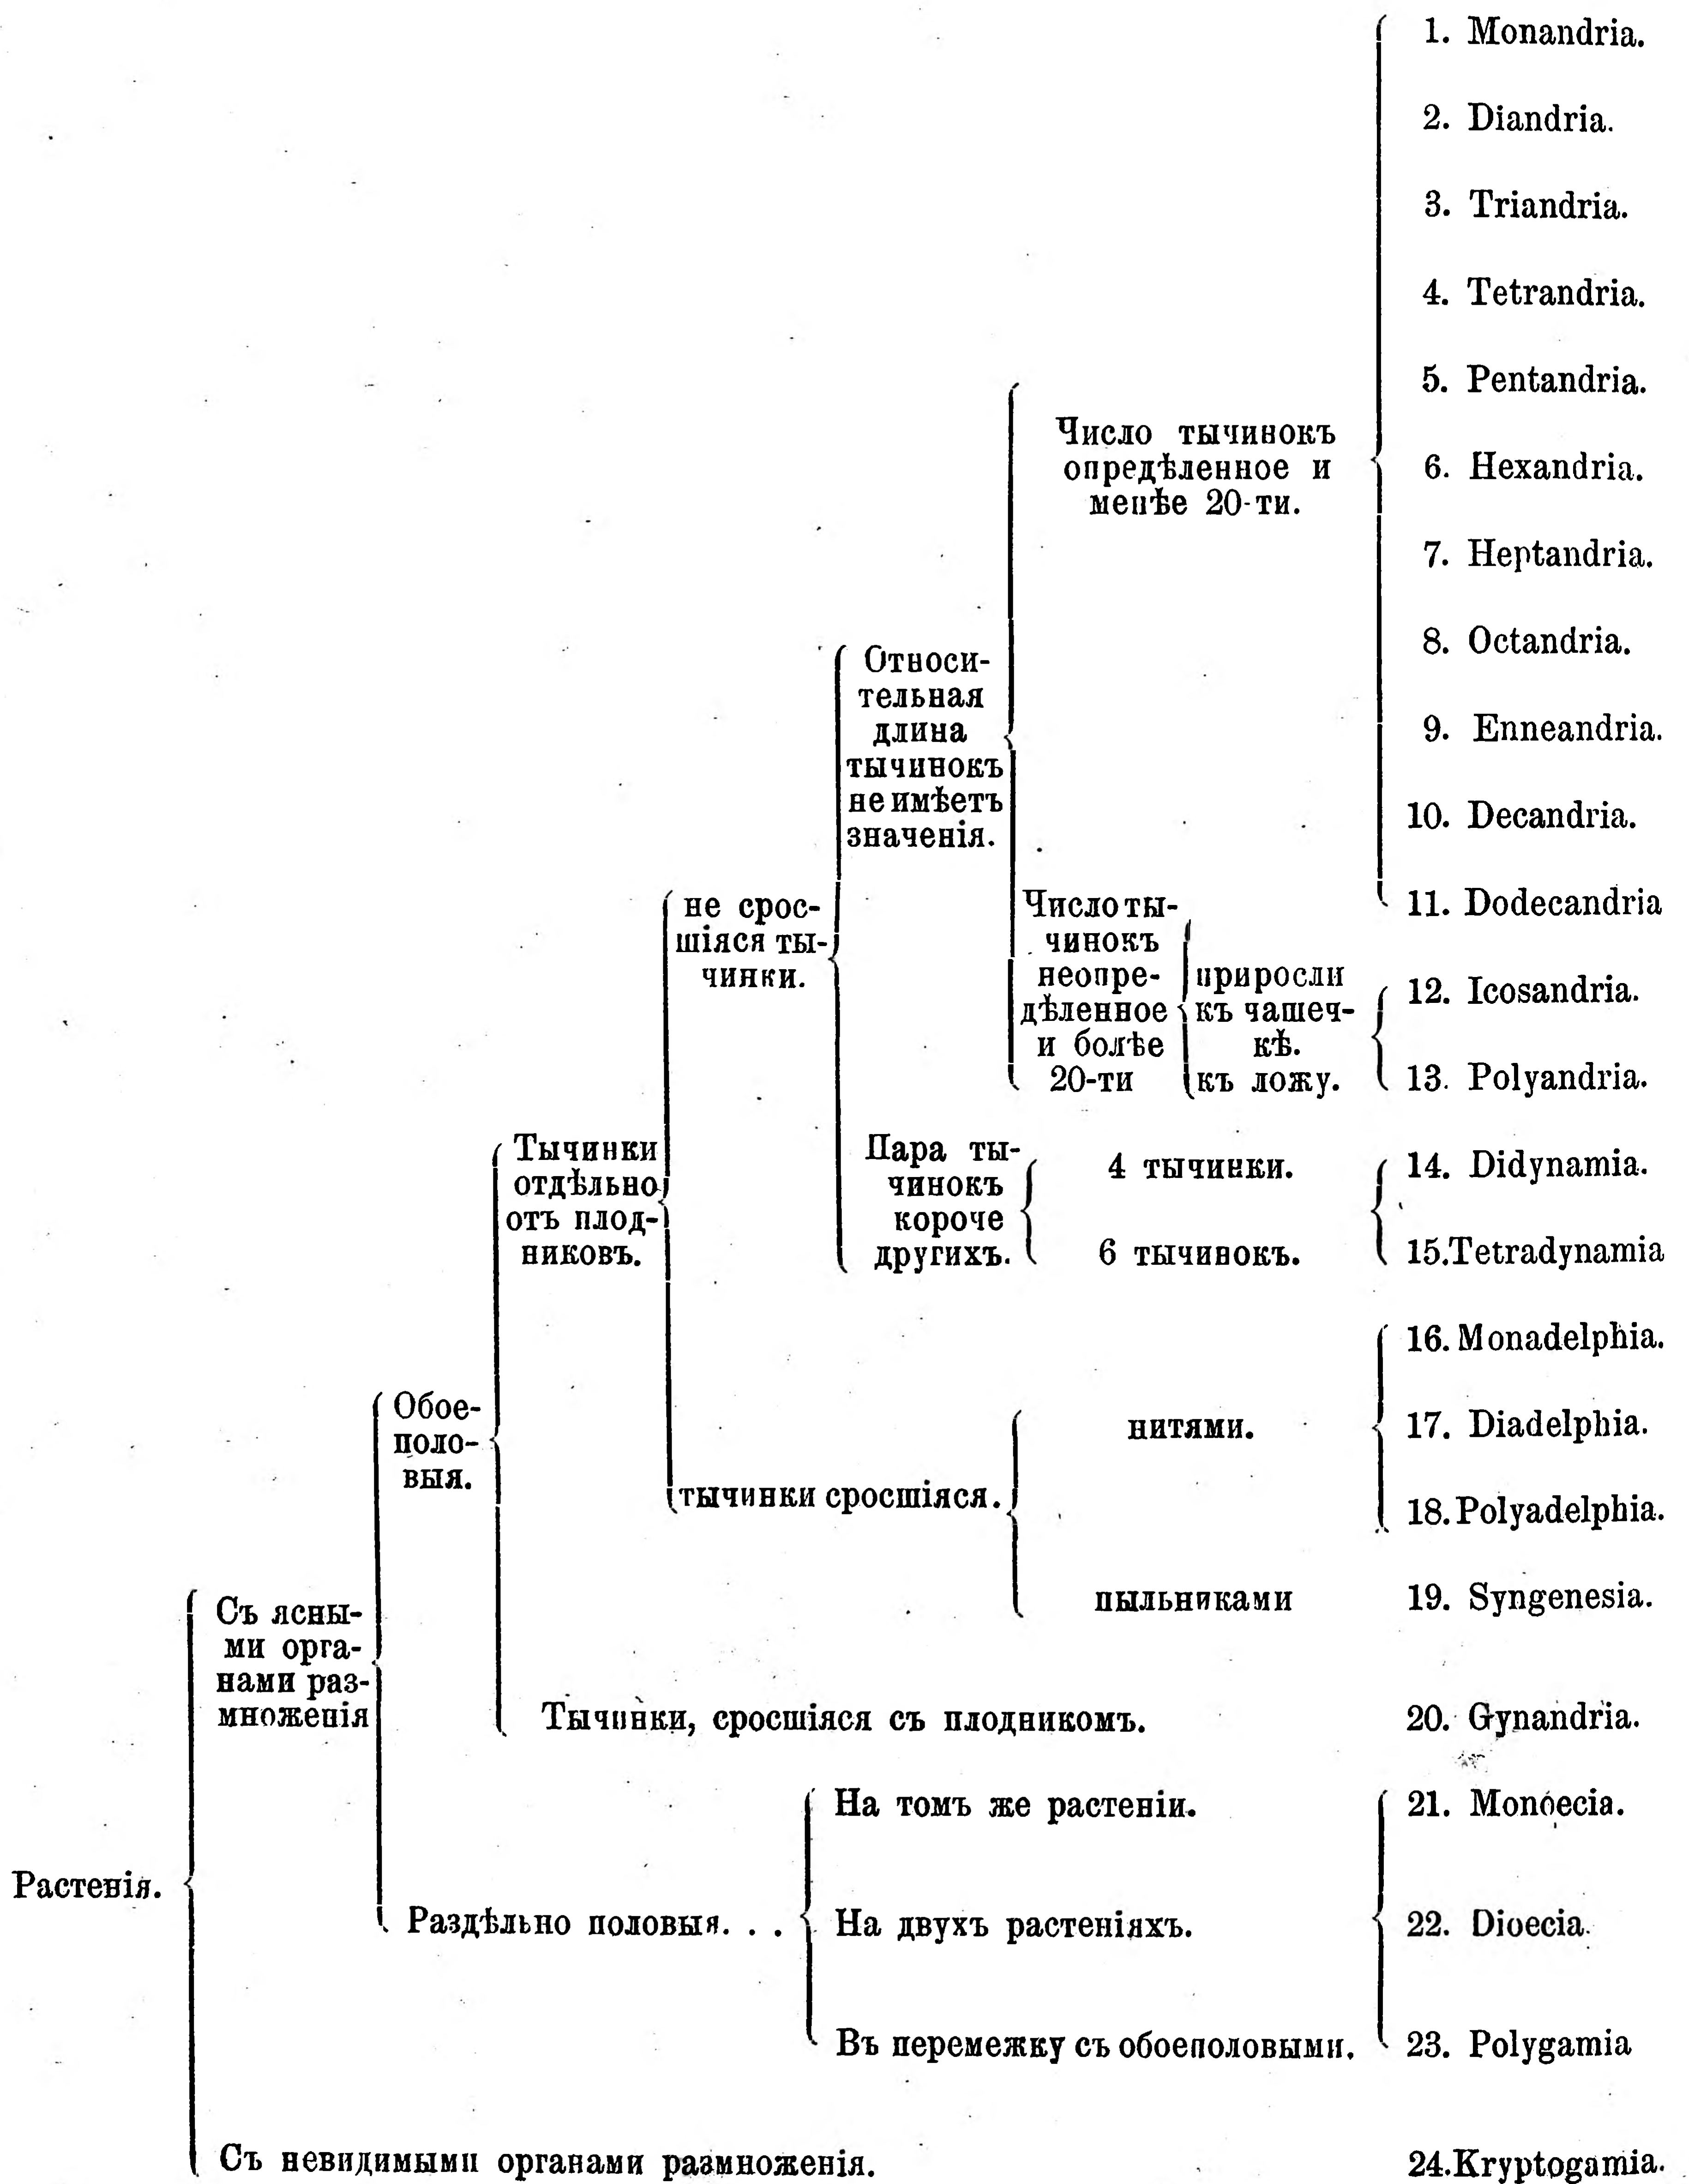 1. Monandria.
2. Diandria.
3. Triandria.
4. Tetrandria.
5. Pentandria.
Число тычинокъ
опредѣленное и
менѣе 20-ти.
6. Hexandria.
7. Heptandria.
8. Octandria.
Относи-
тельная
длина
тычинокъ
не имѣетъ
значенія.
9. Enneandria.
10. Decandria.
11. Dodecandria
не срос-
шіяся ты-
чинки.
Число ты-
чинокъ
неопре-
дѣленное
и болѣе
20-ти
приросли
къ чашеч-
кѣ.
къ ложу.
12. Icosandria.
13. Polyandria.
Тычинки
отдѣльно
отъ плод-
никовъ.
Пара ты-
чинокъ
короче
другихъ.
4 тычинки.
14. Didynamia.
6 тычинокъ.
15.Tetradynamia
16. Monadelphia.
Обое-
поло-
выя.
нитями.
17. Diadelphia.
тычинки сросшіяся.
18. Polyadelphia.
пыльниками
19. Syngenesia.
Съ ясны-
ми орга-
нами раз-
множенія
Тычинки, сросшіяся съ плодникомъ.
20. Gynandria.
На томъ же растеніи.
21. Monoecia.
Растенія.
Раздѣльно половыя. . .
На двухъ растеніяхъ.
22. Dioecia.
Въ перемежку съ обоеполовыми.
23. Polygamia
Съ невидимыми органами размноженія.
24.Kryptogamia.